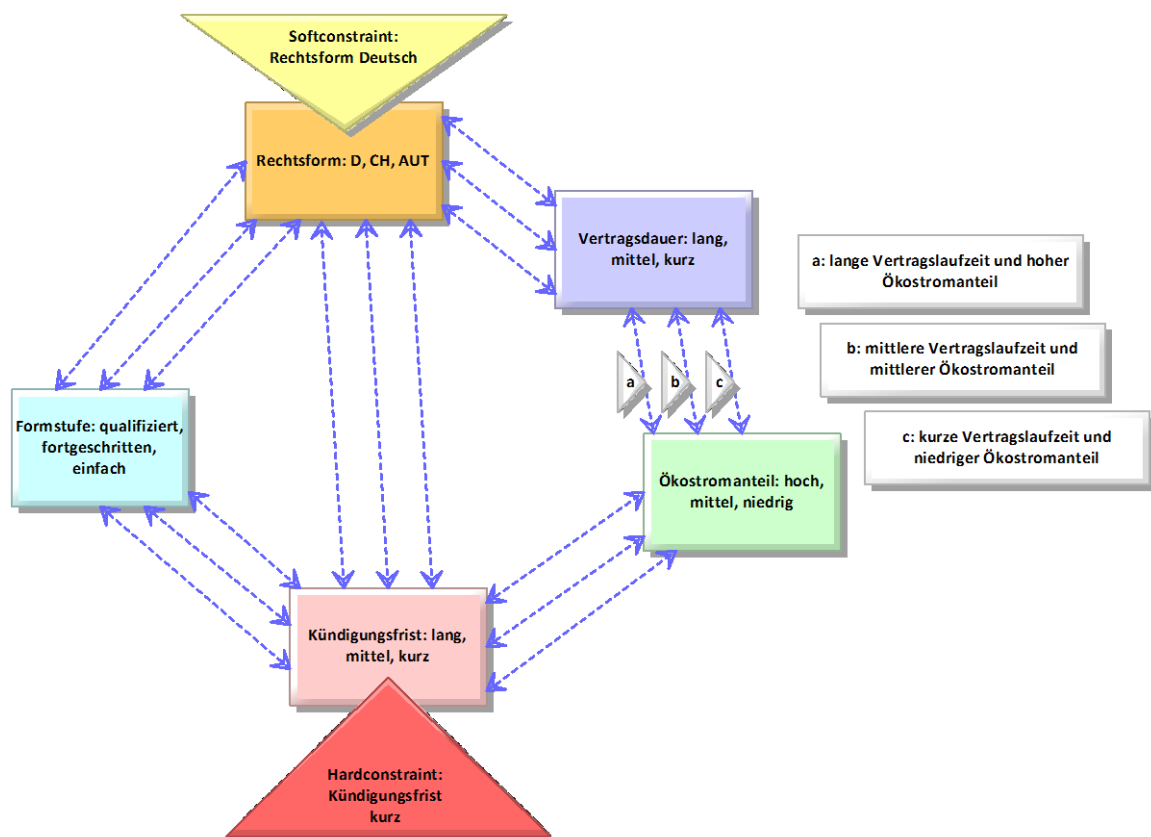 Softconstraint:
Rechtsform Deutsch
Rechtsform: D, CH, AUT
Vertragsdauer: lang,
mittel, kurz
a: lange Vertragslaufzeit und hoher
Ökostromanteil
b: mittlere Vertragslaufzeit und
mittlerer Ökostromanteil
c: kurze Vertragslaufzeit und
niedriger Ökostromanteil
a
b
c
Formstufe: qualifiziert,
fortgeschritten,
einfach
Ökostromanteil: hoch,
mittel, niedrig
Kündigungsfrist: lang,
mittel, kurz
Hardconstraint:
Kündigungsfrist
kurz